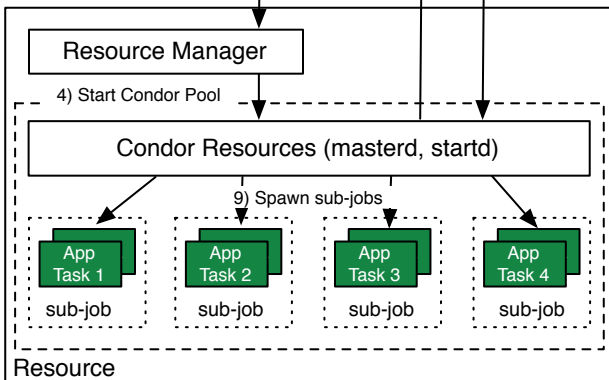 Resource Manager
4) Start Condor Pool
Condor Resources (masterd, startd)
9) Spawn sub-jobs
App
Task 1
App
Task 2
App
Task 3
App
Task 4
sub-job
sub-job
sub-job
sub-job
Resource